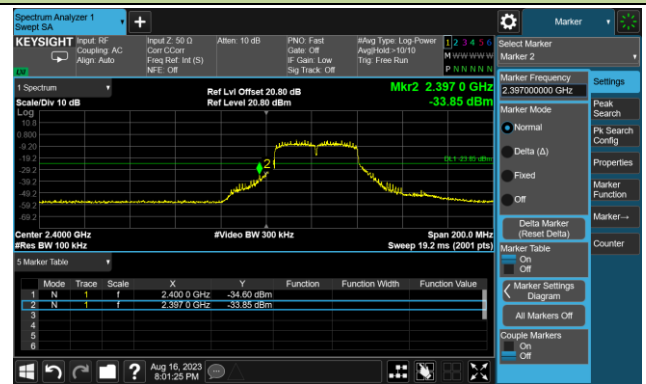 Spectrum Analyzer 1
Swept SA
+
Marker
KEYSIGHT
Input: RF
Coupling: AC
Align: Auto
Input Z: 50 Ω
Corr CCorr
Freq Ref: Int (S)
NFE: Off
Atten: 10 dB
PNO: Fast
Gate: Off
IF Gain: Low
Sig Track: Off
#Avg Type: Log-Power
Avg|Hold:>10/10
Trig: Free Run
1 2 3 4 5 6
M W W W W W
P N N N N N
Select Marker
Marker 2
1 Spectrum
Scale/Div 10 dB
Log
Ref Lvl Offset 20.80 dB
Ref Level 20.80 dBm
Mkr2 2.397 0 GHz
-33.85 dBm
10.8
0.800
-9.20
-19.2
-29.2
-39.2
-49.2
-59.2
-69.2
2
DL1 -23.85 dBm
Center 2.4000 GHz
#Res BW 100 kHz
#Video BW 300 kHz
Span 200.0 MHz
Sweep 19.2 ms (2001 pts)
5 Marker Table
Mode Trace Scale X Y Function Function Width Function Value
1 N 1 f 2.400 0 GHz -34.60 dBm
2 N 1 f 2.397 0 GHz -33.85 dBm
3
4
5
6
Marker Frequency
2.397000000 GHz
Marker Mode
Normal
Delta (Δ)
Fixed
Off
Delta Marker
(Reset Delta)
Marker Table
On
Off
Marker Settings
Diagram
All Markers Off
Couple Markers
On
Off
Settings
Peak
Search
Pk Search
Config
Properties
Marker
Function
Marker→
Counter
?
Aug 16, 2023
8:01:25 PM